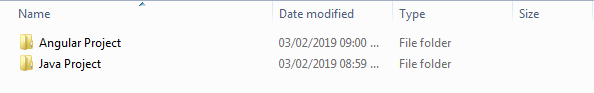 Name Date modified Type Size
Angular Project 03/02/2019 09:00 ... File folder
Java Project 03/02/2019 08:59 ... File folder